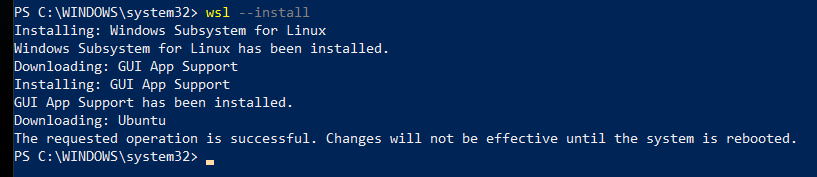 PS C:\WINDOWS\system32> wsl --install
Installing: Windows Subsystem for Linux
Windows Subsystem for Linux has been installed.
Downloading: GUI App Support
Installing: GUI App Support
GUI App Support has been installed.
Downloading: Ubuntu
The requested operation is successful. Changes will not be effective until the system is rebooted.
PS C:\WINDOWS\system32>